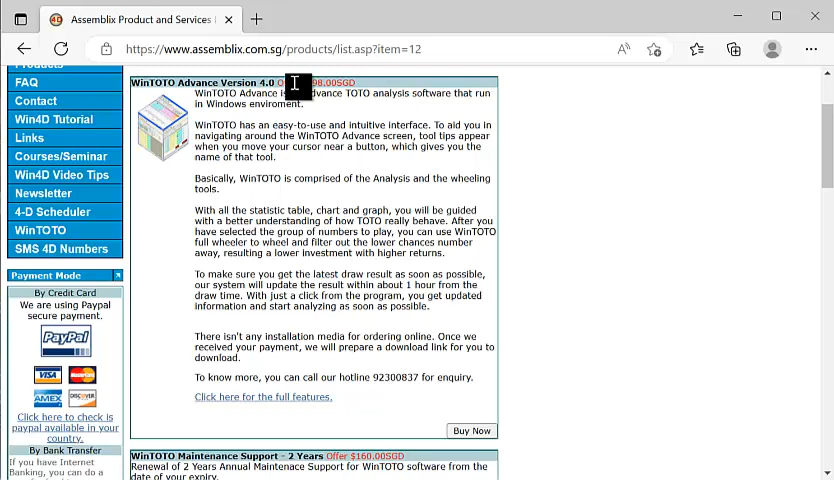 Assemblix Product and Services
https://www.assemblix.com.sg/products/list.asp?item=12
Products
FAQ
Contact
Win4D Tutorial
Links
Courses/Seminar
Win4D Video Tips
Newsletter
4-D Scheduler
WinTOTO
SMS 4D Numbers
Payment Mode
By Credit Card
We are using Paypal
secure payment.
PayPal
VISA
MasterCard
AMEX
DISCOVER
Click here to check is
paypal available in your
country.
By Bank Transfer
If you have Internet
Banking, you can do a
WinTOTO Advance Version 4.0 98.00SGD
WinTOTO Advance is advance TOTO analysis software that run
in Windows enviroment.
WinTOTO has an easy-to-use and intuitive interface. To aid you in
navigating around the WinTOTO Advance screen, tool tips appear
when you move your cursor near a button, which gives you the
name of that tool.
Basically, WinTOTO is comprised of the Analysis and the wheeling
tools.
With all the statistic table, chart and graph, you will be guided
with a better understanding of how TOTO really behave. After you
have selected the group of numbers to play, you can use WinTOTO
full wheeler to wheel and filter out the lower chances number
away, resulting a lower investment with higher returns.
To make sure you get the latest draw result as soon as possible,
our system will update the result within about 1 hour from the
draw time. With just a click from the program, you get updated
information and start analyzing as soon as possible.
There isn't any installation media for ordering online. Once we
received your payment, we will prepare a download link for you to
download.
To know more, you can call our hotline 92300837 for enquiry.
Click here for the full features.
Buy Now
WinTOTO Maintenance Support - 2 Years Offer $160.00SGD
Renewal of 2 Years Annual Maintenace Support for WinTOTO software from the
date of your expiry.